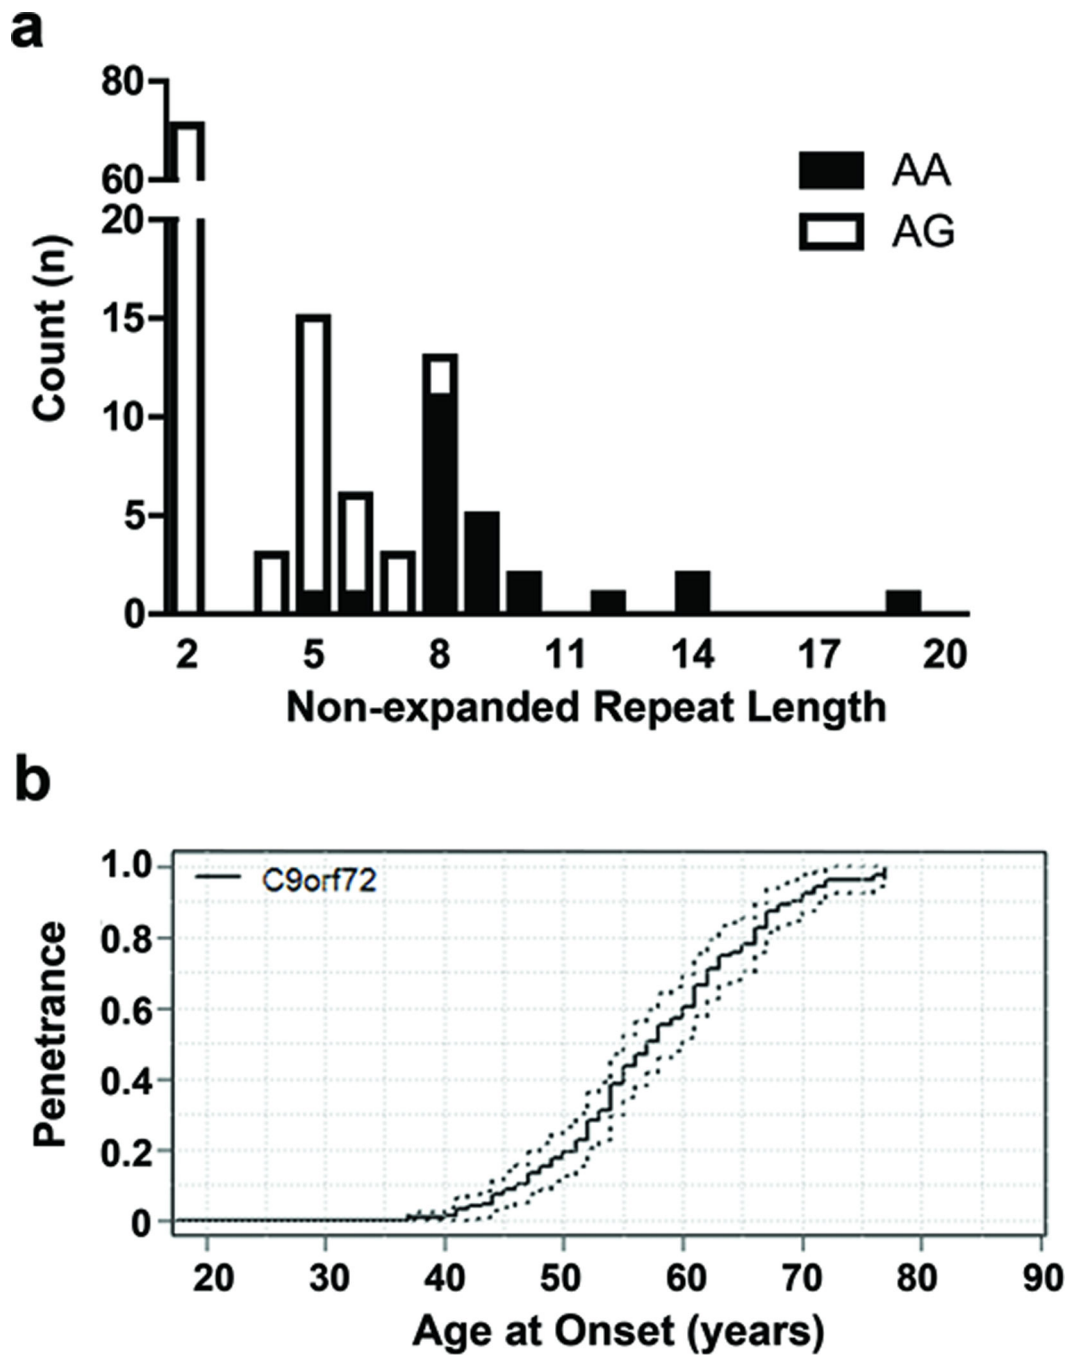 a
80
60
20
15
10
5
0
Count (n)
AA
AG
2 5 8 11 14 17 20
Non-expanded Repeat Length
b
1.0
0.8
0.6
0.4
0.2
0
Penetrance
C9orf72
20 30 40 50 60 70 80 90
Age at Onset (years)